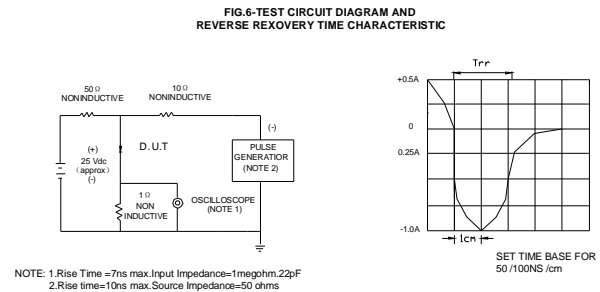 FIG.6-TEST CIRCUIT DIAGRAM AND
REVERSE REXOVERY TIME CHARACTERISTIC
50 Ω
NONINDUCTIVE
10 Ω
NONINDUCTIVE
(+)
25 Vdc
(approx)
(-)
D.U.T
1 Ω
NON
INDUCTIVE
OSCILLOSCOPE
(NOTE 1)
(-)
PULSE
GENERATIOR
(NOTE 2)
Trr
+0.5A
0
0.25A
-1.0A
1cm
SET TIME BASE FOR
50 /100NS /cm
NOTE: 1.Rise Time =7ns max.Input Impedance=1megohm.22pF
2.Rise time=10ns max.Source Impedance=50 ohms